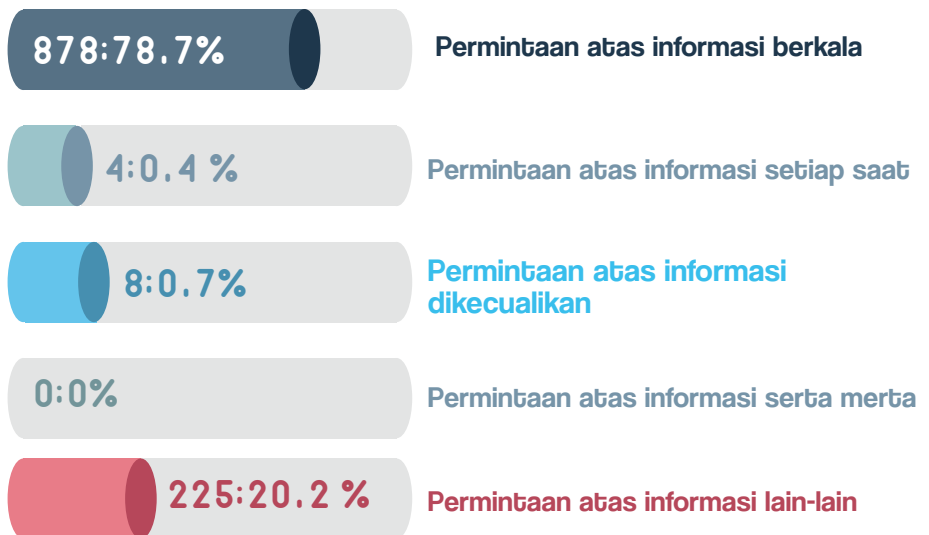 878:78.7% Permintaan atas informasi berkala
4:0.4 % Permintaan atas informasi setiap saat
8:0.7% Permintaan atas informasi
dikecualikan
0:0% Permintaan atas informasi serta merta
225:20.2 % Permintaan atas informasi lain-lain